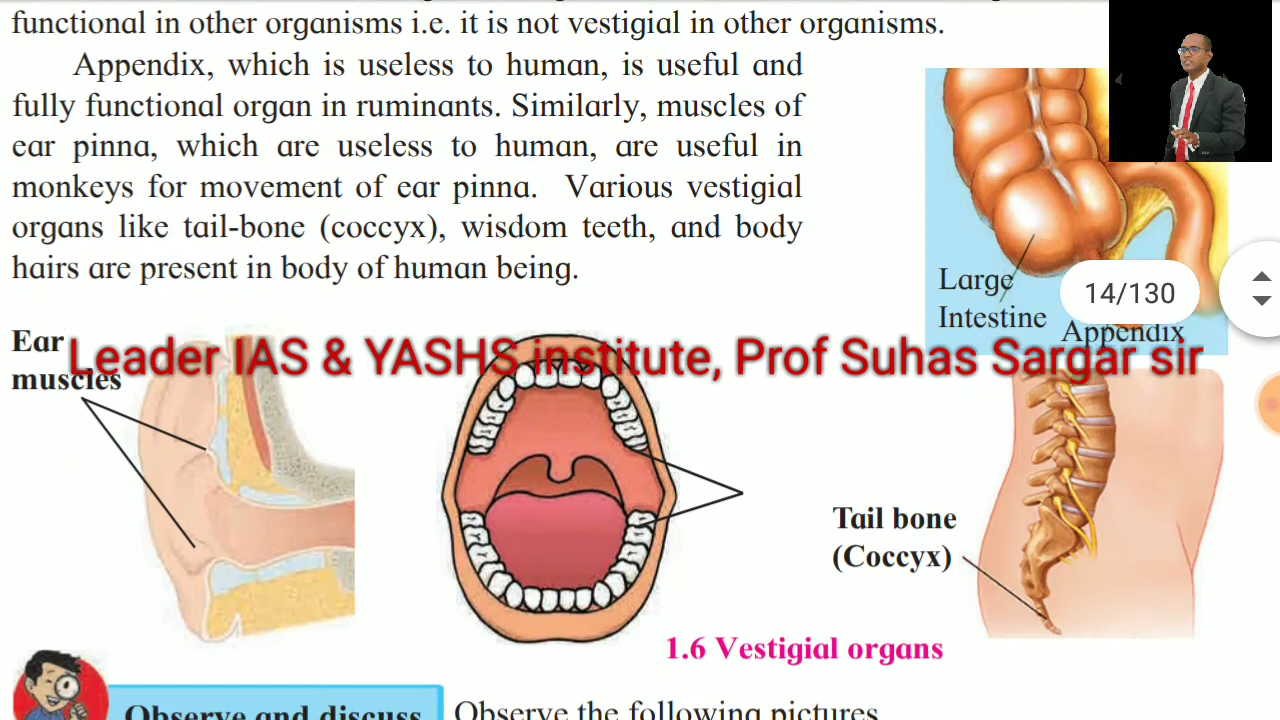 functional in other organisms i.e. it is not vestigial in other organisms.
Appendix, which is useless to human, is useful and
fully functional organ in ruminants. Similarly, muscles of
ear pinna, which are useless to human, are useful in
monkeys for movement of ear pinna. Various vestigial
organs like tail-bone (coccyx), wisdom teeth, and body
hairs are present in body of human being.
Large
Intestine
14/130
Appendix
Ear
muscles
Leader IAS & YASHS institute, Prof Suhas Sargar sir
Tail bone
(Coccyx)
1.6 Vestigial organs
Observe and discuss
Observe the following pictures